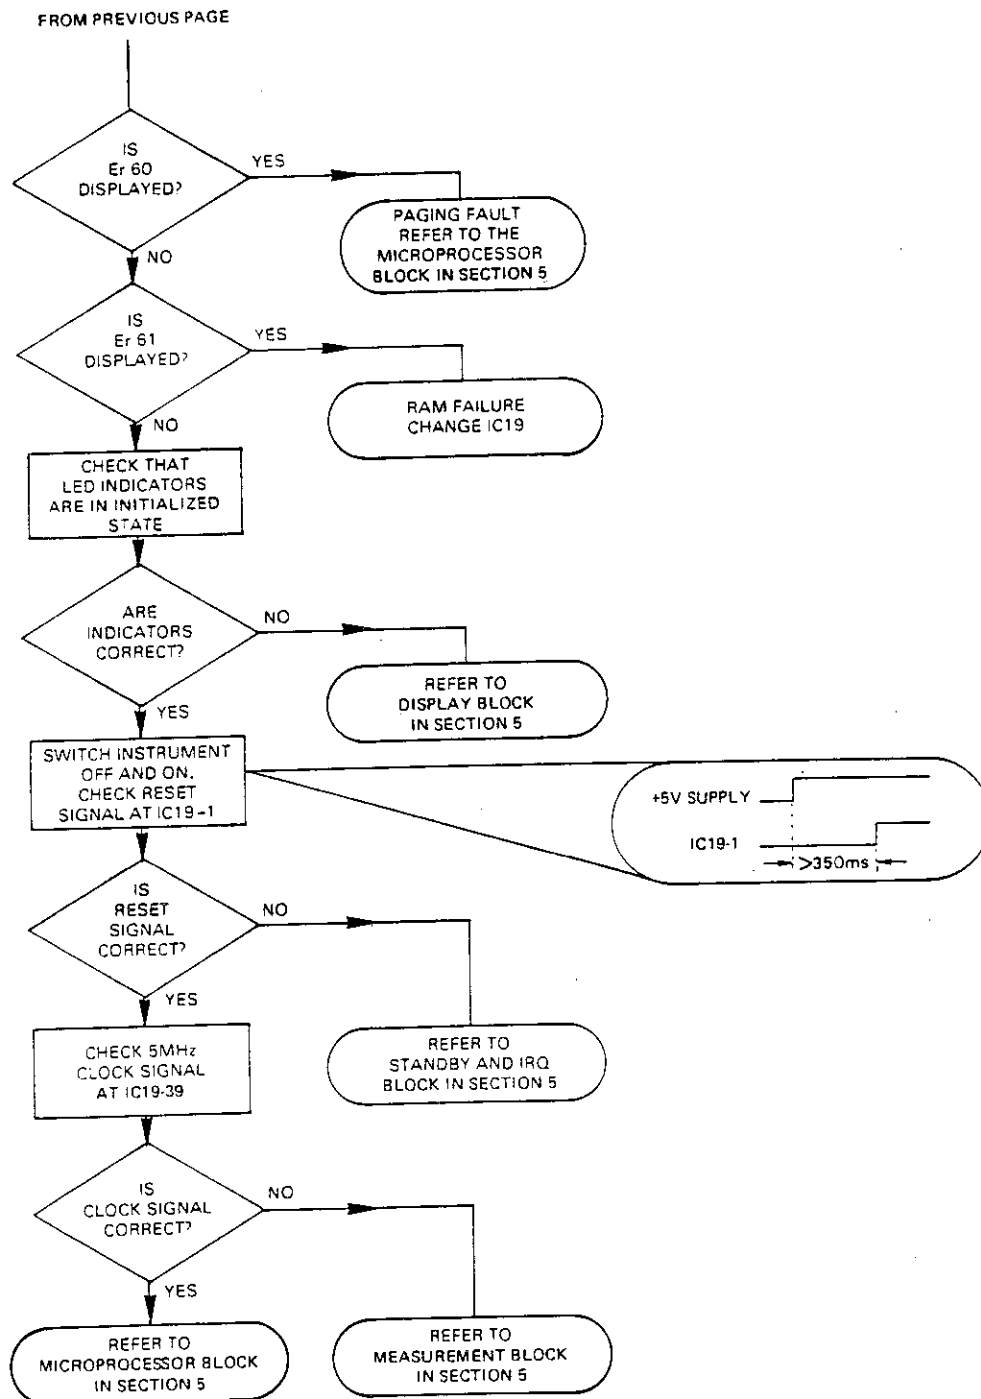 FROM PREVIOUS PAGE
IS
Er 60
DISPLAYED?
YES
PAGING FAULT
REFER TO THE
MICROPROCESSOR
BLOCK IN SECTION 5
NO
IS
Er 61
DISPLAYED?
YES
RAM FAILURE
CHANGE IC19
NO
CHECK THAT
LED INDICATORS
ARE IN INITIALIZED
STATE
ARE
INDICATORS
CORRECT?
NO
REFER TO
DISPLAY BLOCK
IN SECTION 5
YES
SWITCH INSTRUMENT
OFF AND ON.
CHECK RESET
SIGNAL AT IC19-1
+5V SUPPLY
IC19-1
>350ms
IS
RESET
SIGNAL
CORRECT?
NO
REFER TO
STANDBY AND IRQ
BLOCK IN SECTION 5
YES
CHECK 5MHz
CLOCK SIGNAL
AT IC19-39
IS
CLOCK SIGNAL
CORRECT?
NO
REFER TO
MEASUREMENT BLOCK
IN SECTION 5
YES
REFER TO
MICROPROCESSOR BLOCK
IN SECTION 5